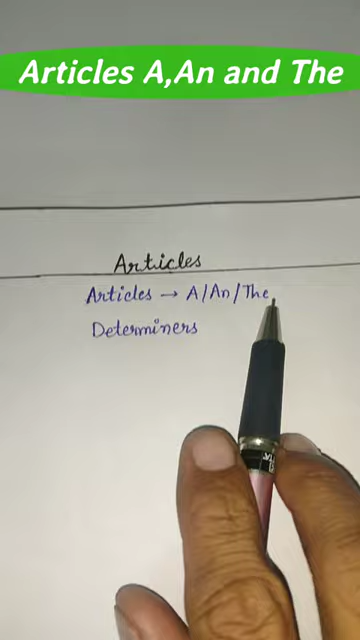 Articles A,An and The
Articles
Articles → A/An/The
Determiners